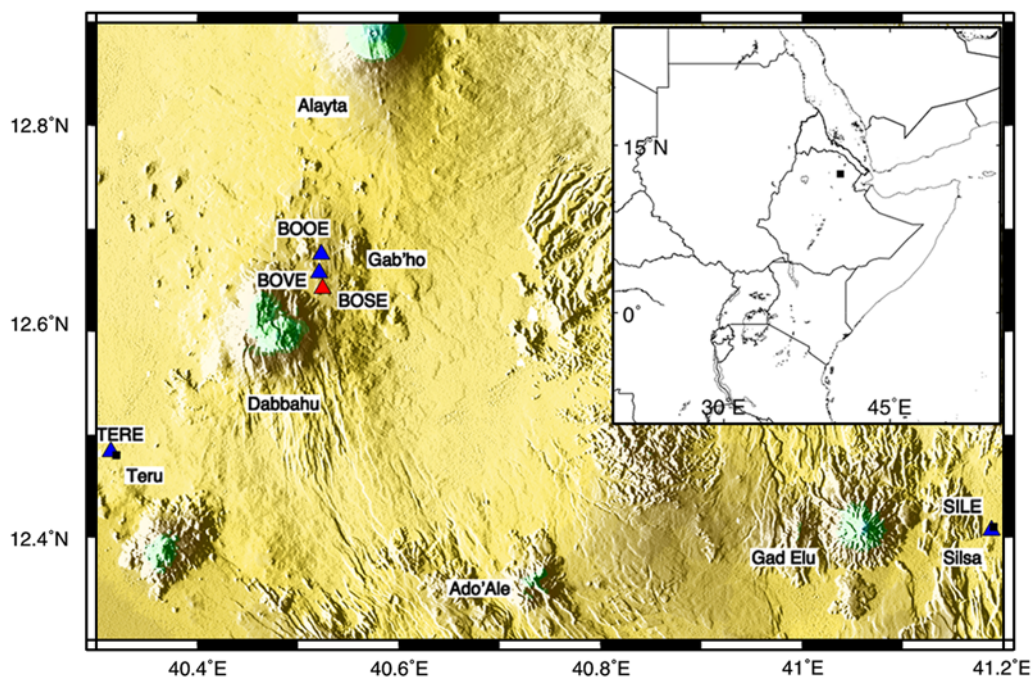 12.8°N
12.6°N
12.4°N
Alayta
BOOE
Gab'ho
BOVE
BOSE
Dabbahu
TERE
Teru
Ado'Ale
Gad Elu
SILE
Silsa
15 N
0°
30°E
45°E
40.4°E
40.6°E
40.8°E
41°E
41.2°E